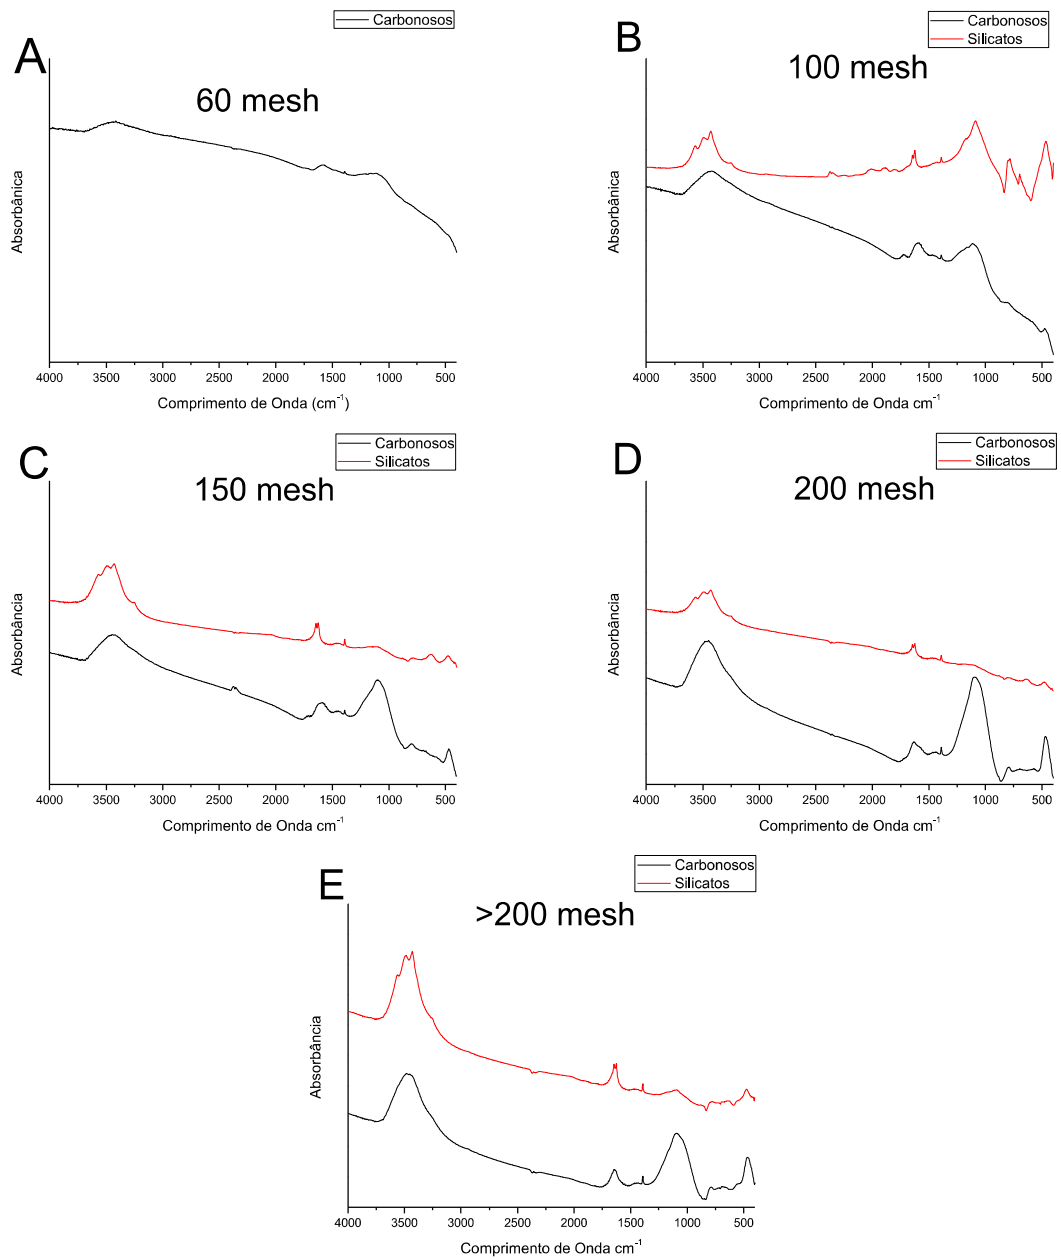 Carbonosos
A
60 mesh
Absorbânica
4000 3500 3000 2500 2000 1500 1000 500
Comprimento de Onda (cm⁻¹)
Carbonosos
Silicatos
B
100 mesh
Absorbânica
4000 3500 3000 2500 2000 1500 1000 500
Comprimento de Onda cm⁻¹
Carbonosos
Silicatos
C
150 mesh
Absorbância
4000 3500 3000 2500 2000 1500 1000 500
Comprimento de Onda cm⁻¹
Carbonosos
Silicatos
D
200 mesh
Absorbância
4000 3500 3000 2500 2000 1500 1000 500
Comprimento de Onda cm⁻¹
Carbonosos
Silicatos
E
>200 mesh
Absorbância
4000 3500 3000 2500 2000 1500 1000 500
Comprimento de Onda cm⁻¹